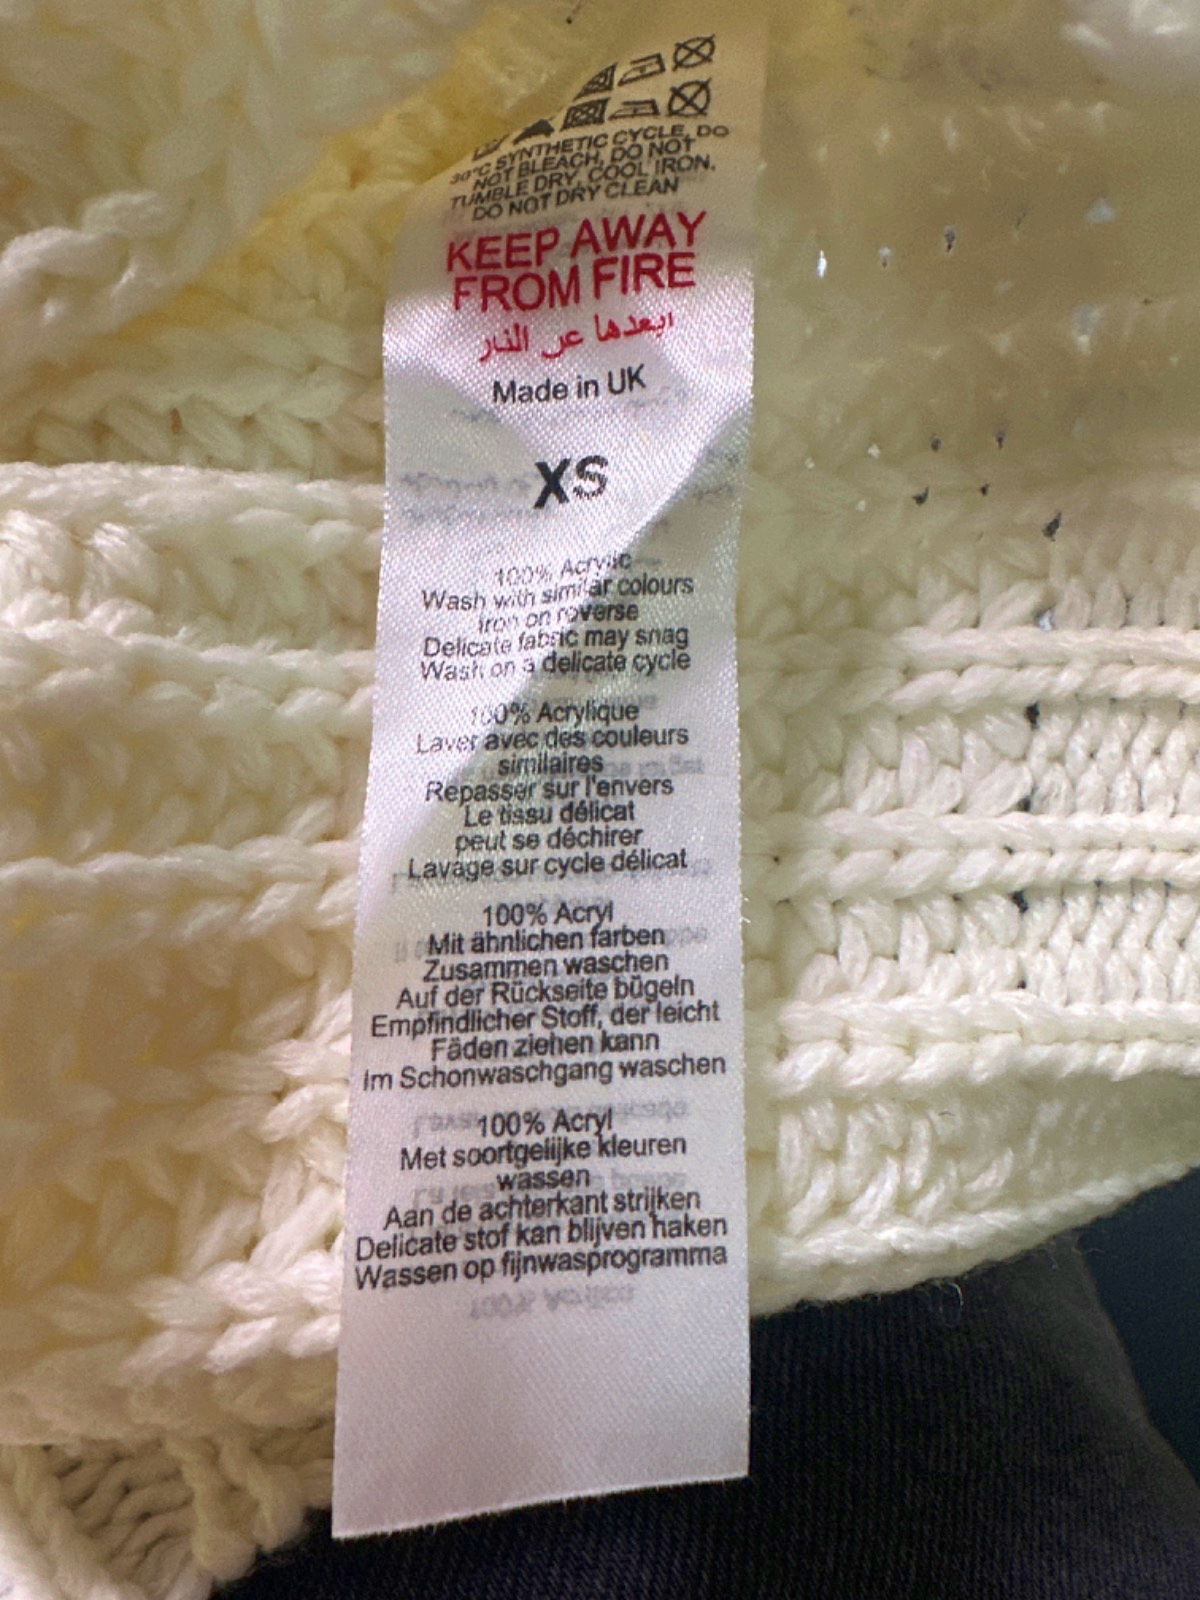 30°C SYNTHETIC CYCLE, DO
NOT BLEACH, DO NOT
TUMBLE DRY, COOL IRON.
DO NOT DRY CLEAN
KEEP AWAY
FROM FIRE
ابعدها عن النار
Made in UK
XS
100% Acrylic
Wash with similar colours
Iron on reverse
Delicate fabric may snag
Wash on a delicate cycle
100% Acrylique
Laver avec des couleurs
similaires
Repasser sur l'envers
Le tissu délicat
peut se déchirer
Lavage sur cycle délicat
100% Acryl
Mit ähnlichen farben
Zusammen waschen
Auf der Rückseite bügeln
Empfindlicher Stoff, der leicht
Fäden ziehen kann
Im Schonwaschgang waschen
100% Acryl
Met soortgelijke kleuren
wassen
Aan de achterkant strijken
Delicate stof kan blijven haken
Wassen op fijnwasprogramma